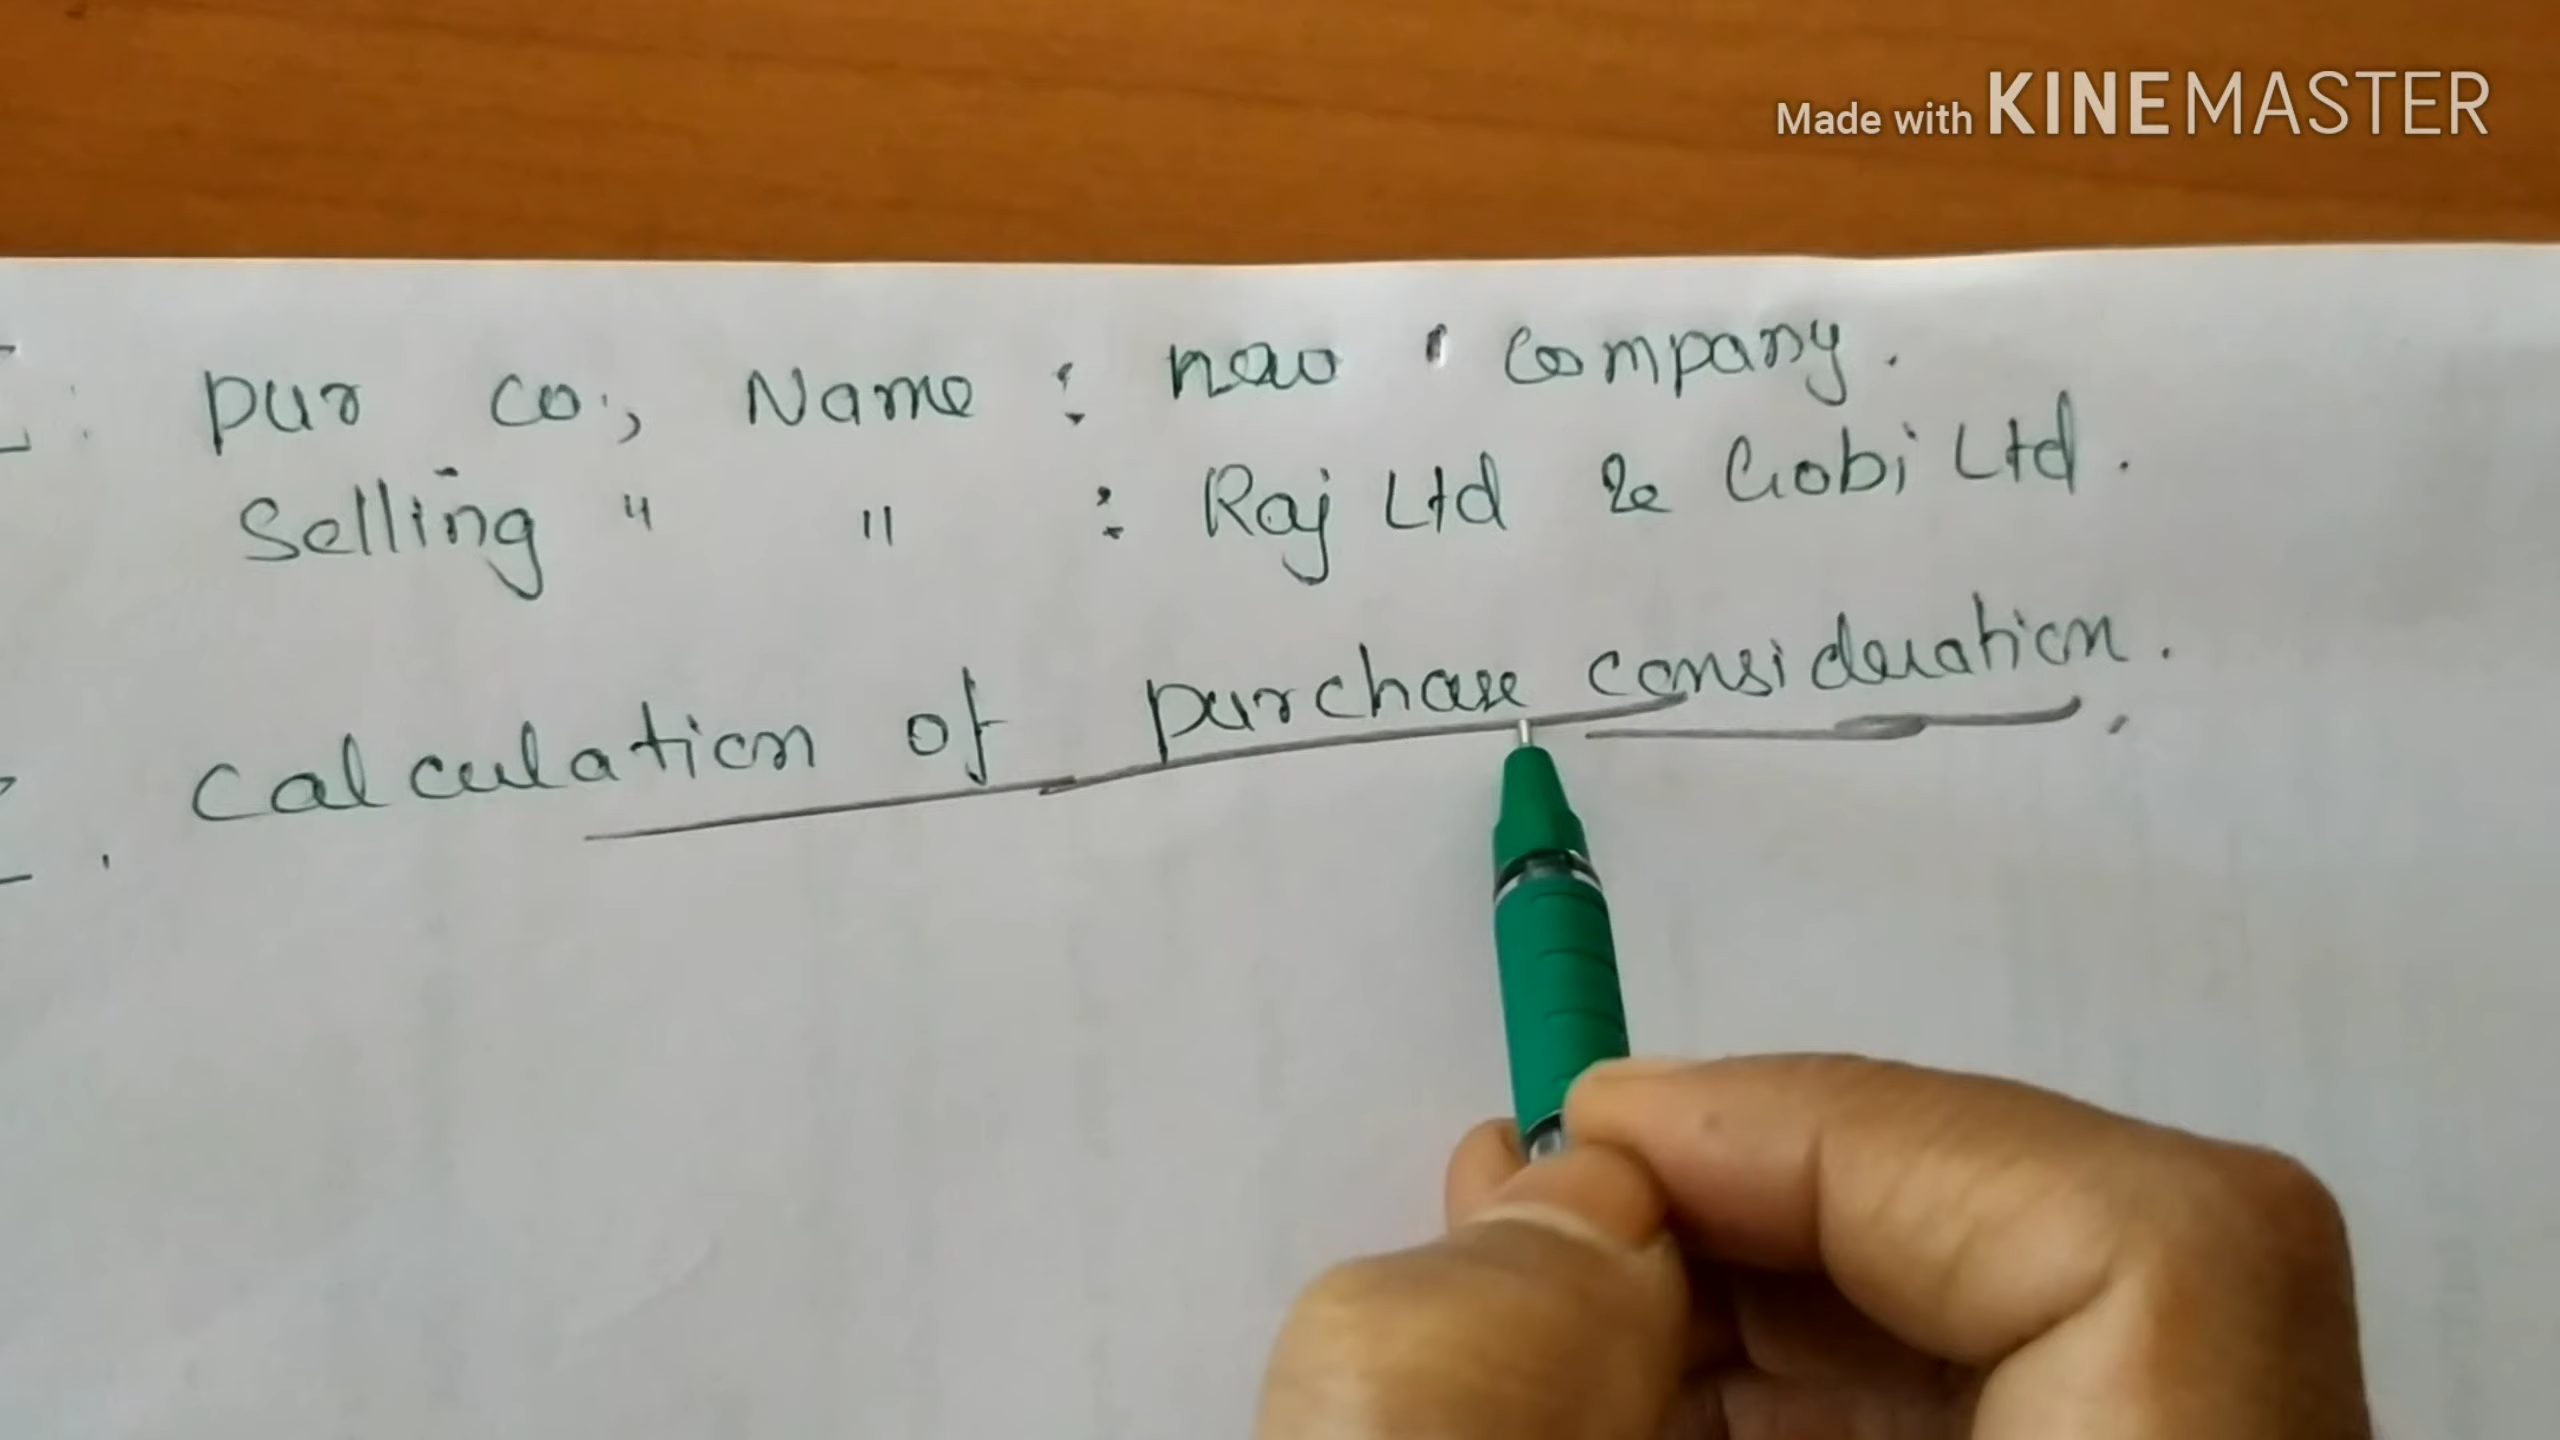 Made with KINEMASTER
pur co., Name : new company.
Selling " " : Raj Ltd & Gobi Ltd.
calculation of purchase consideration.